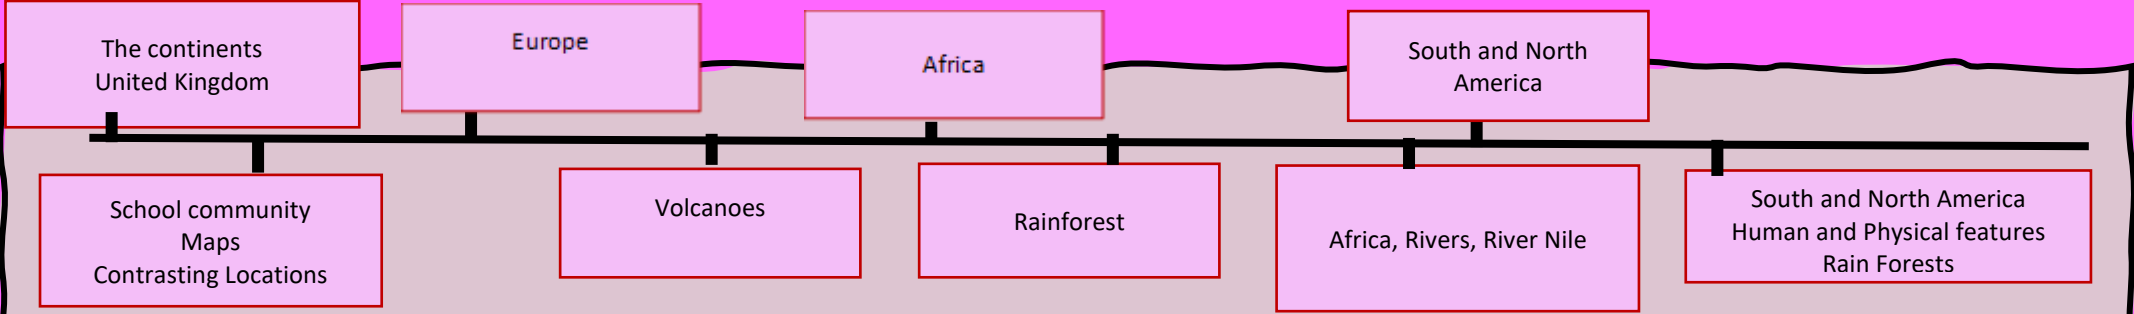 The continents
United Kingdom
Europe
Africa
South and North
America
School community
Maps
Contrasting Locations
Volcanoes
Rainforest
Africa, Rivers, River Nile
South and North America
Human and Physical features
Rain Forests